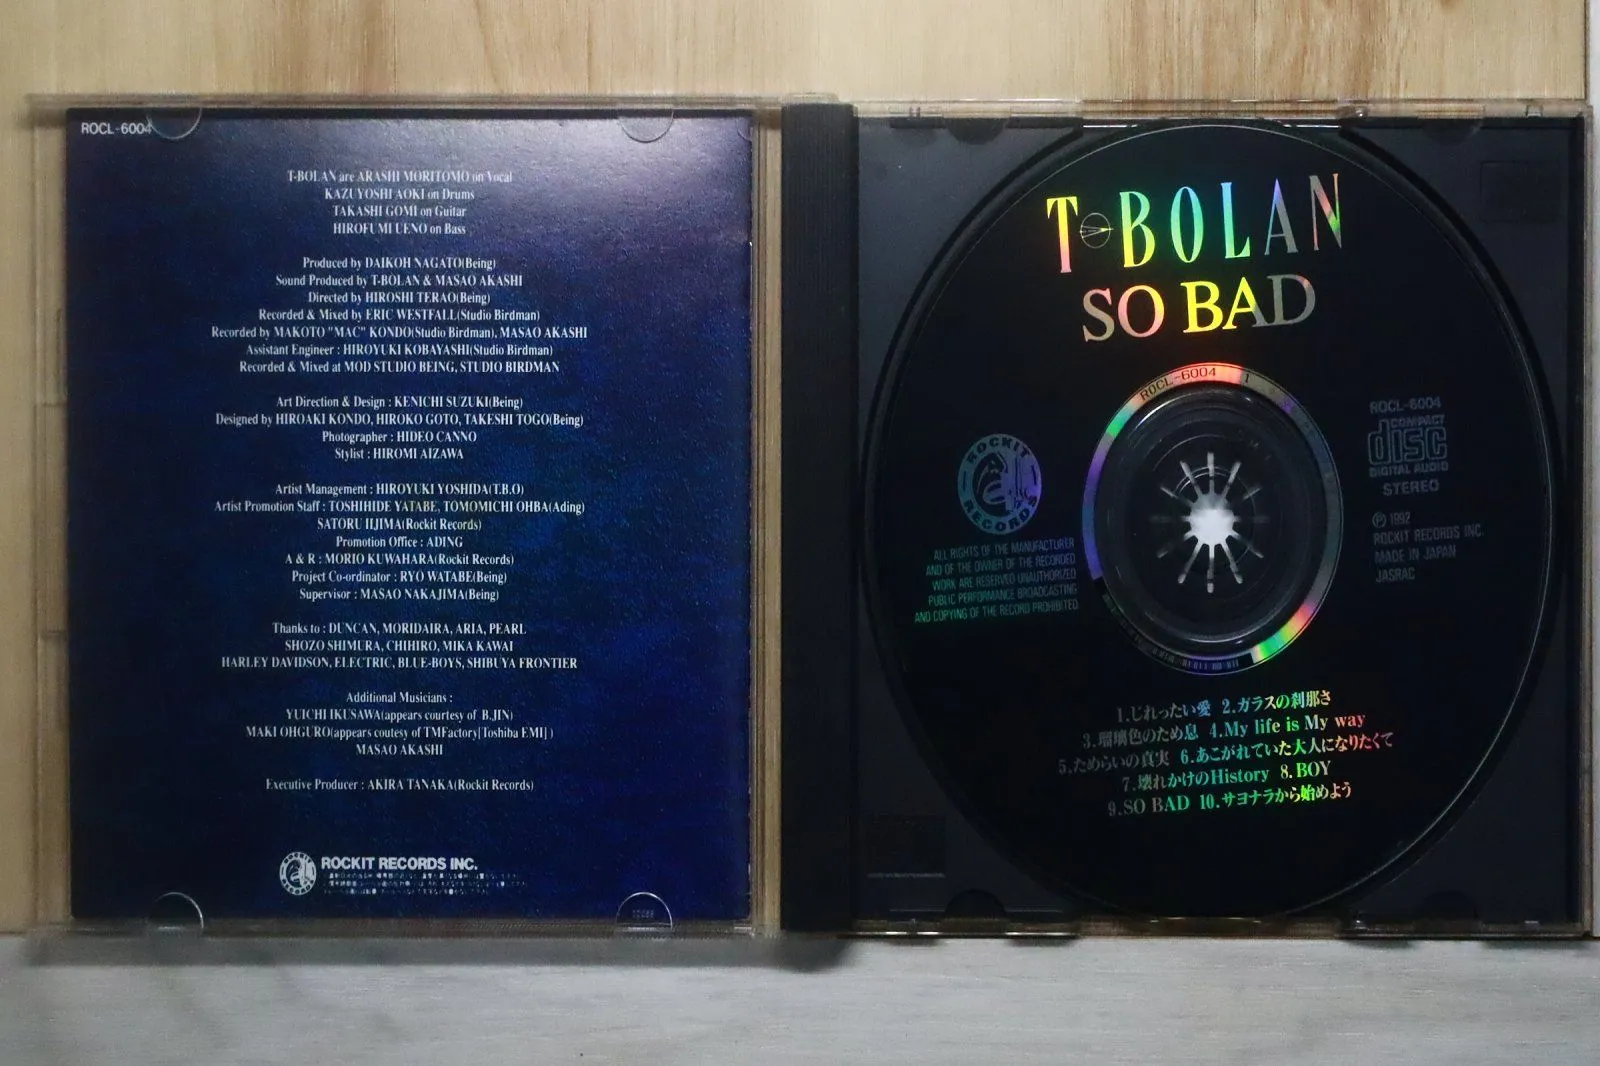 ROCL-6004
T-BOLAN are ARASHI MORITOMO on Vocal
KAZUYOSHI AOKI on Drums
TAKASHI GOMI on Guitar
HIROFUMI UENO on Bass
Produced by DAIKOH NAGATO(Being)
Sound Produced by T-BOLAN & MASAO AKASHI
Directed by HIROSHI TERAO(Being)
Recorded & Mixed by ERIC WESTFALL(Studio Birdman)
Recorded by MAKOTO "MAC" KONDO(Studio Birdman), MASAO AKASHI
Assistant Engineer : HIROYUKI KOBAYASHI(Studio Birdman)
Recorded & Mixed at MOD STUDIO BEING, STUDIO BIRDMAN
Art Direction & Design : KENICHI SUZUKI(Being)
Designed by HIROAKI KONDO, HIROKO GOTO, TAKESHI TOGO(Being)
Photographer : HIDEO CANNO
Stylist : HIROMI AIZAWA
Artist Management : HIROYUKI YOSHIDA(T.B.O)
Artist Promotion Staff : TOSHIHIDE YATABE, TOMOMICHI OHBA(Ading)
SATORU IIJIMA(Rockit Records)
Promotion Office : ADING
A & R : MORIO KUWAHARA(Rockit Records)
Project Co-ordinator : RYO WATABE(Being)
Supervisor : MASAO NAKAJIMA(Being)
Thanks to : DUNCAN, MORIDAIRA, ARIA, PEARL
SHOZO SHIMURA, CHIHIRO, MIKA KAWAI
HARLEY DAVIDSON, ELECTRIC, BLUE-BOYS, SHIBUYA FRONTIER
Additional Musicians :
YUICHI IKUSAWA(appears courtesy of B.JIN)
MAKI OHGURO(appears coutesy of TMFactory[Toshiba EMI] )
MASAO AKASHI
Executive Producer : AKIRA TANAKA(Rockit Records)
ROCKIT RECORDS INC.
T-BOLAN
SO BAD
ROCL-6004 1
ROCKIT RECORDS
ALL RIGHTS OF THE MANUFACTURER
AND OF THE OWNER OF THE RECORDED
WORK ARE RESERVED UNAUTHORIZED
PUBLIC PERFORMANCE BROADCASTING
AND COPYING OF THE RECORD PROHIBITED
ROCL-6004
COMPACT
disc
DIGITAL AUDIO
STEREO
Ⓟ 1992
ROCKIT RECORDS INC.
MADE IN JAPAN
JASRAC
1.じれったい愛 2.ガラスの刹那さ
3.瑠璃色のため息 4.My life is My way
5.ためらいの真実 6.あこがれていた大人になりたくて
7.壊れかけのHistory 8.BOY
9.SO BAD 10.サヨナラから始めよう